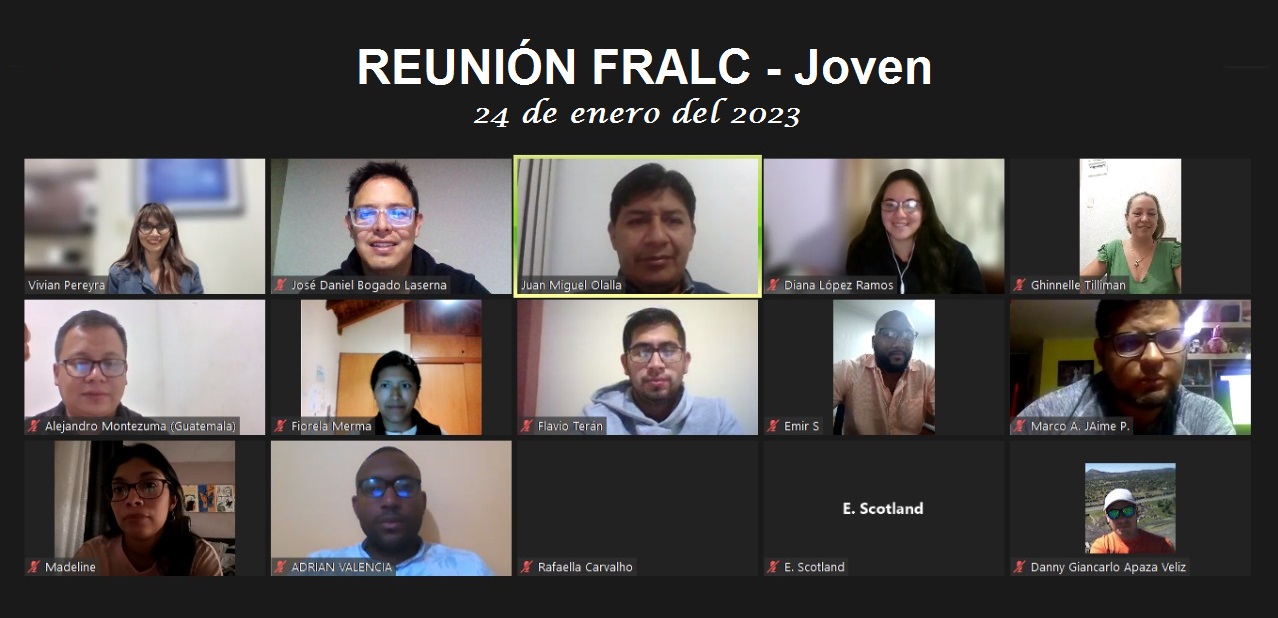 REUNIÓN FRALC - Joven
24 de enero del 2023
Vivian Pereyra
José Daniel Bogado Laserna
Juan Miguel Olalla
Diana López Ramos
Ghinnelle Tilliman
Alejandro Montezuma (Guatemala)
Fiorela Merma
Flavio Terán
Emir S
Marco A. JAime P.
E. Scotland
Madeline
ADRIAN VALENCIA
Rafaella Carvalho
E. Scotland
Danny Giancarlo Apaza Veliz